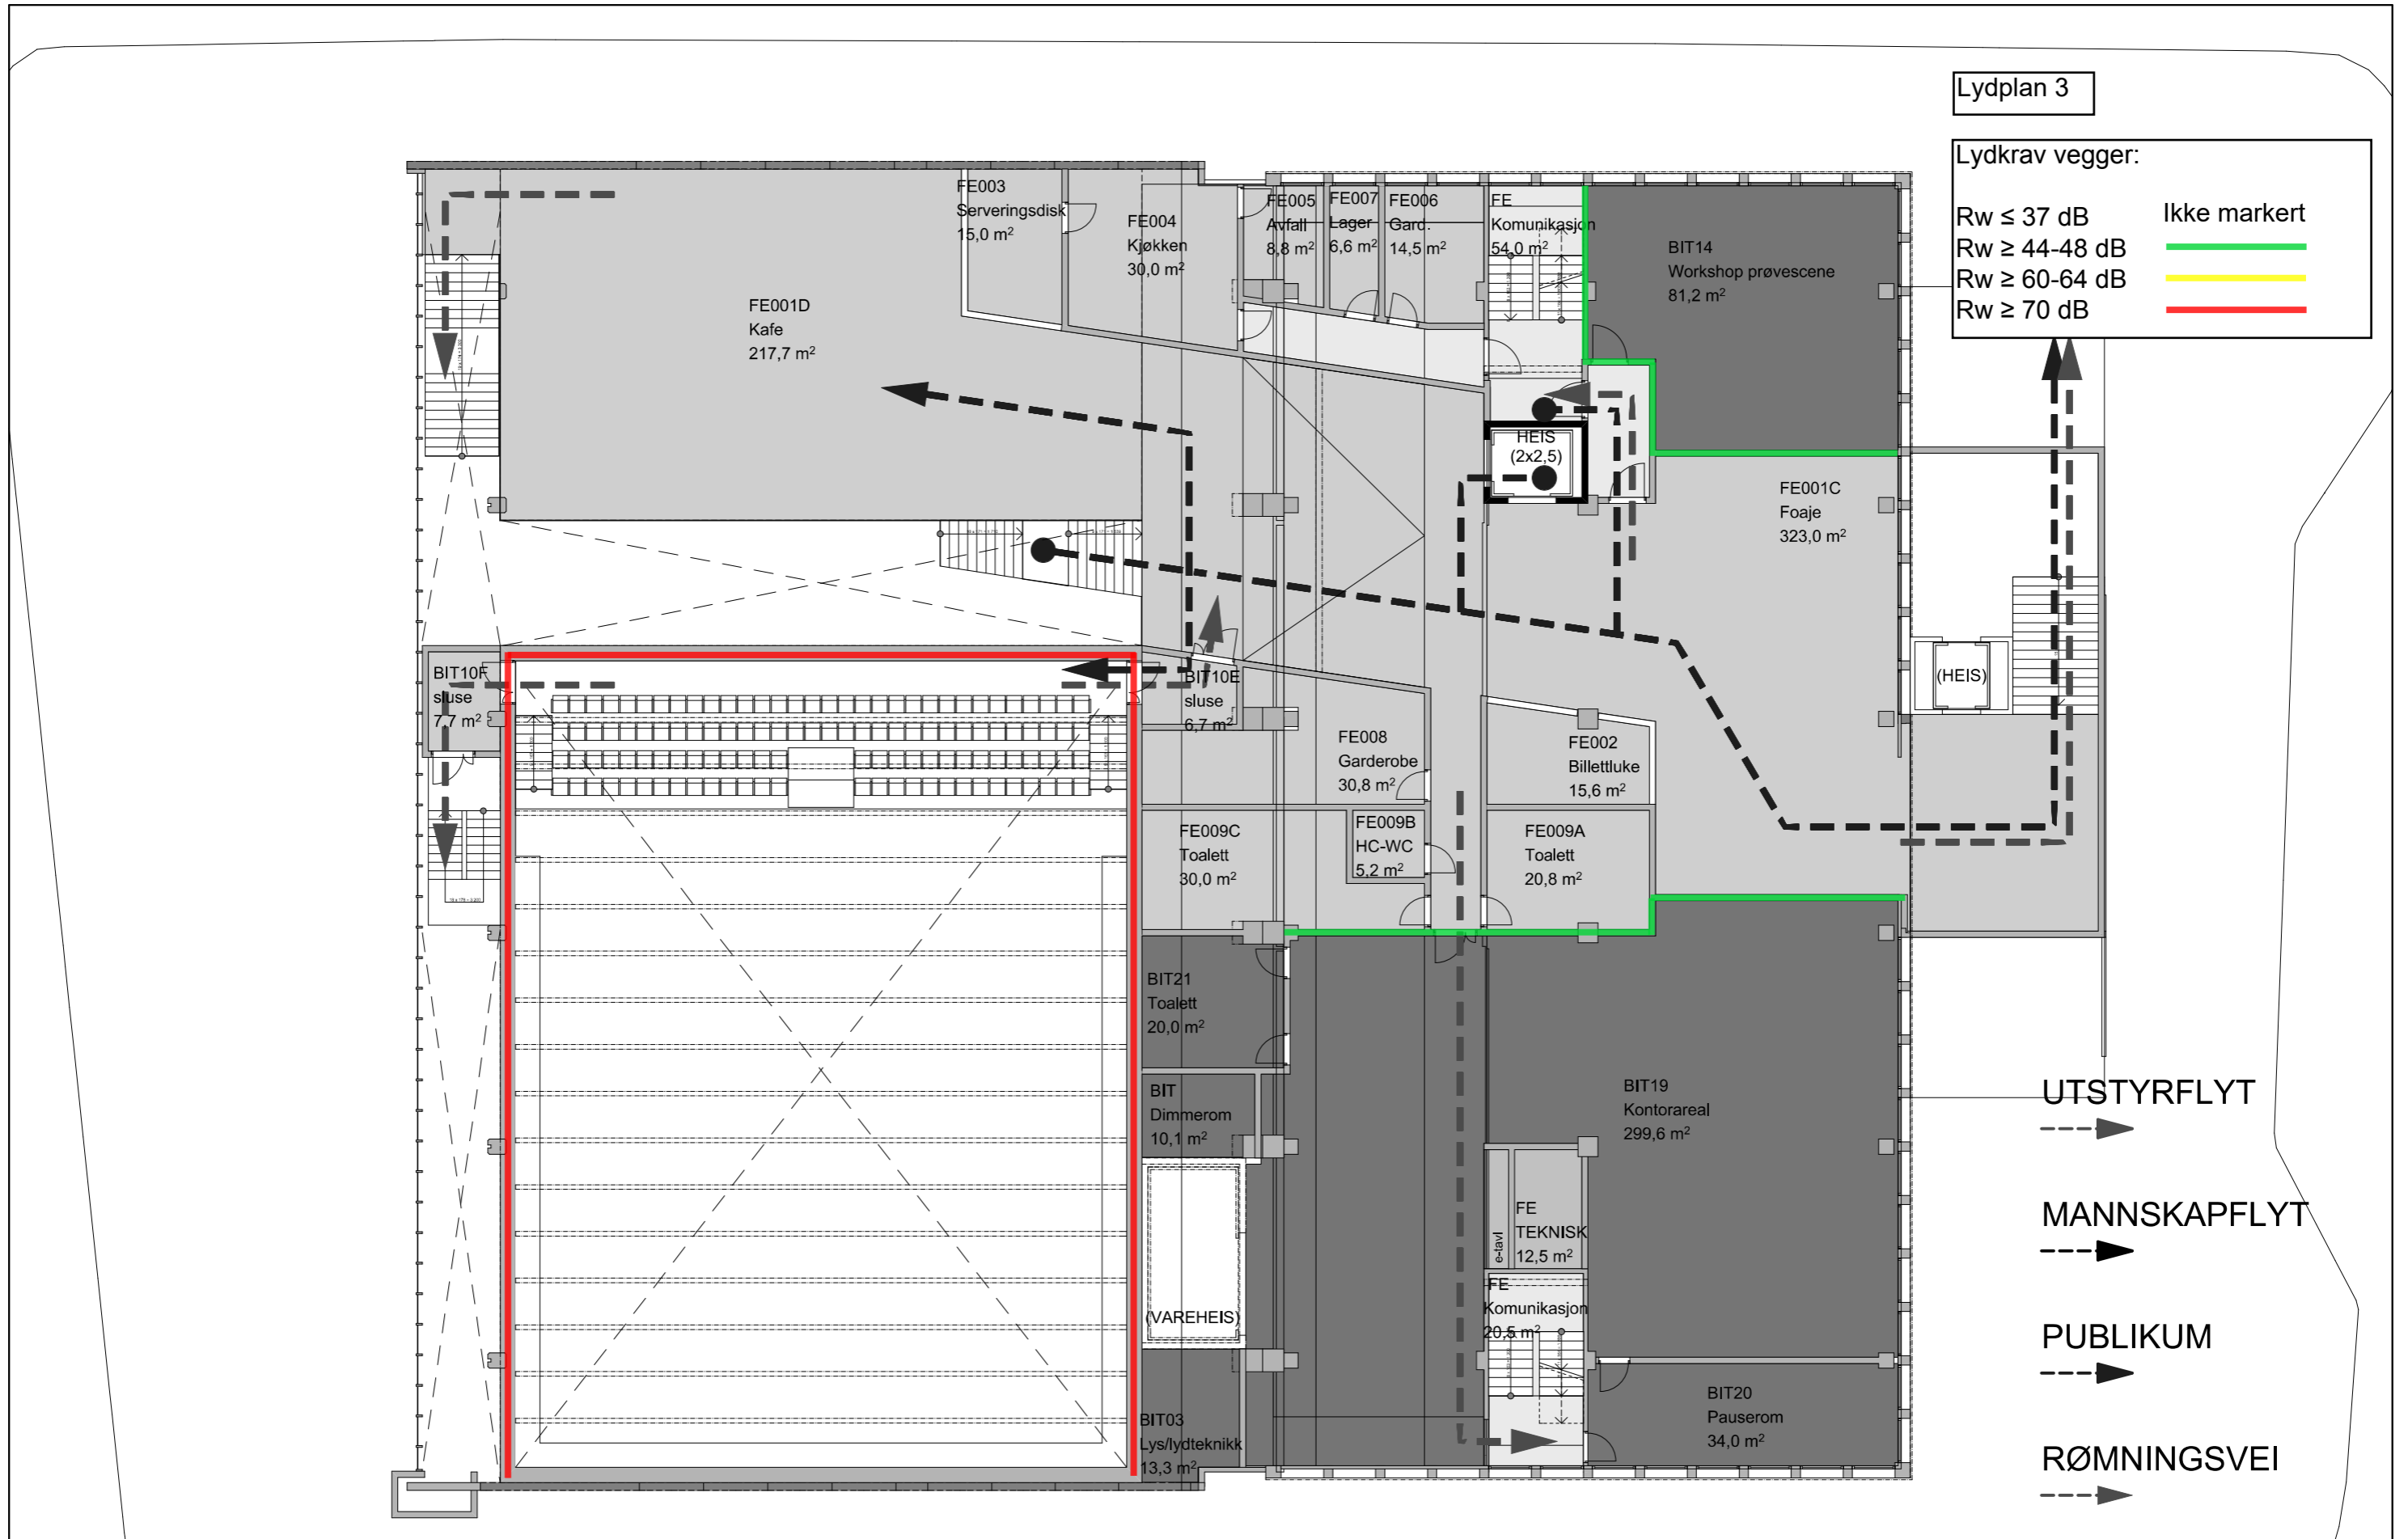 Lydplan 3
Lydkrav vegger:
Rw ≤ 37 dB Ikke markert
Rw ≥ 44-48 dB
Rw ≥ 60-64 dB
Rw ≥ 70 dB
FE003
Serveringsdisk
15,0 m²
FE004
Kjøkken
30,0 m²
FE005
Avfall
8,8 m²
FE007
Lager
6,6 m²
FE006
Gard.
14,5 m²
FE
Komunikasjon
54,0 m²
BIT14
Workshop prøvescene
81,2 m²
FE001D
Kafe
217,7 m²
HEIS
(2x2,5)
FE001C
Foaje
323,0 m²
(HEIS)
BIT10F
sluse
7,7 m²
BIT10E
sluse
6,7 m²
FE008
Garderobe
30,8 m²
FE002
Billettluke
15,6 m²
FE009C
Toalett
30,0 m²
FE009B
HC-WC
5,2 m²
FE009A
Toalett
20,8 m²
BIT21
Toalett
20,0 m²
BIT
Dimmerom
10,1 m²
BIT19
Kontorareal
299,6 m²
e-tavl
FE
TEKNISK
12,5 m²
FE
Komunikasjon
20,5 m²
(VAREHEIS)
BIT03
Lys/lydteknikk
13,3 m²
BIT20
Pauserom
34,0 m²
UTSTYRFLYT
MANNSKAPFLYT
PUBLIKUM
RØMNINGSVEI